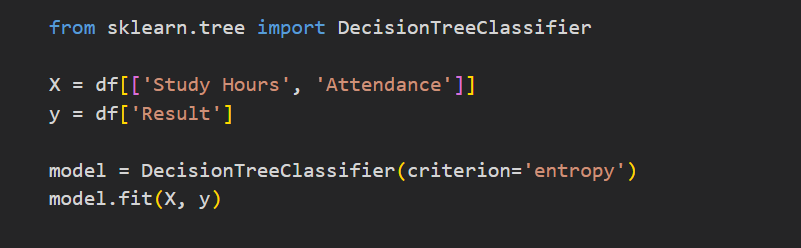 from sklearn.tree import DecisionTreeClassifier
X = df[['Study Hours', 'Attendance']]
y = df['Result']
model = DecisionTreeClassifier(criterion='entropy')
model.fit(X, y)